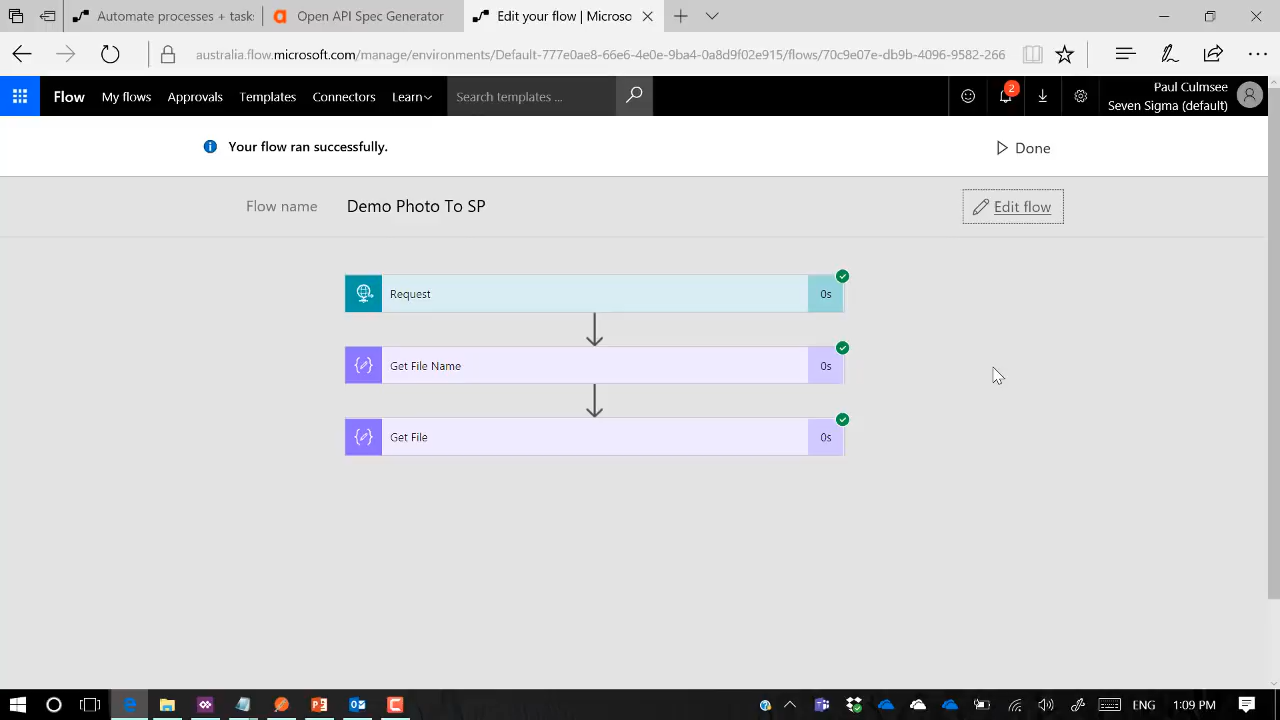 Automate processes + task
Open API Spec Generator
Edit your flow | Microso
australia.flow.microsoft.com/manage/environments/Default-777e0ae8-66e6-4e0e-9ba4-0a8d9f02e915/flows/70c9e07e-db9b-4096-9582-266
Flow
My flows
Approvals
Templates
Connectors
Learn
Search templates ...
2
Paul Culmsee
Seven Sigma (default)
Your flow ran successfully.
Done
Flow name
Demo Photo To SP
Edit flow
Request
0s
Get File Name
0s
Get File
0s
ENG
1:09 PM